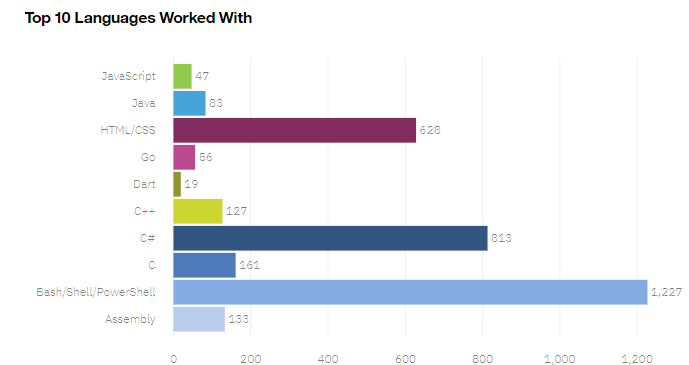 Top 10 Languages Worked With
JavaScript 47
Java 83
HTML/CSS 628
Go 56
Dart 19
C++ 127
C# 813
C 161
Bash/Shell/PowerShell 1,227
Assembly 133
0 200 400 600 800 1,000 1,200